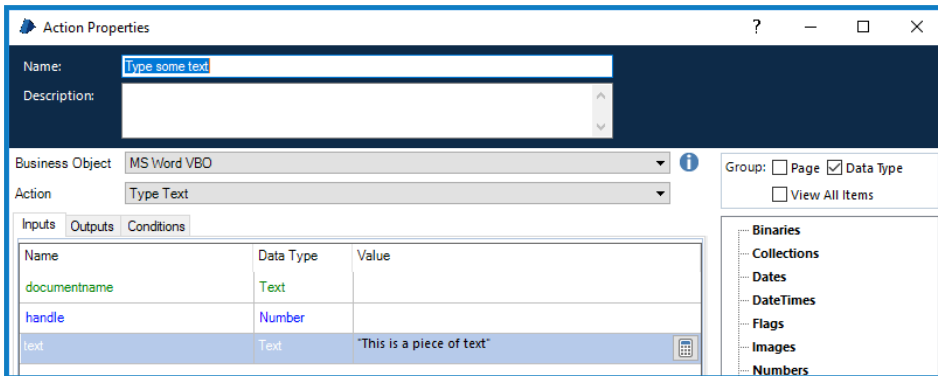 Action Properties
?
Name: Type some text
Description:
Business Object MS Word VBO
Action Type Text
Group: Page Data Type
View All Items
Inputs Outputs Conditions
Name Data Type Value
documentname Text
handle Number
text Text "This is a piece of text"
Binaries
Collections
Dates
DateTimes
Flags
Images
Numbers